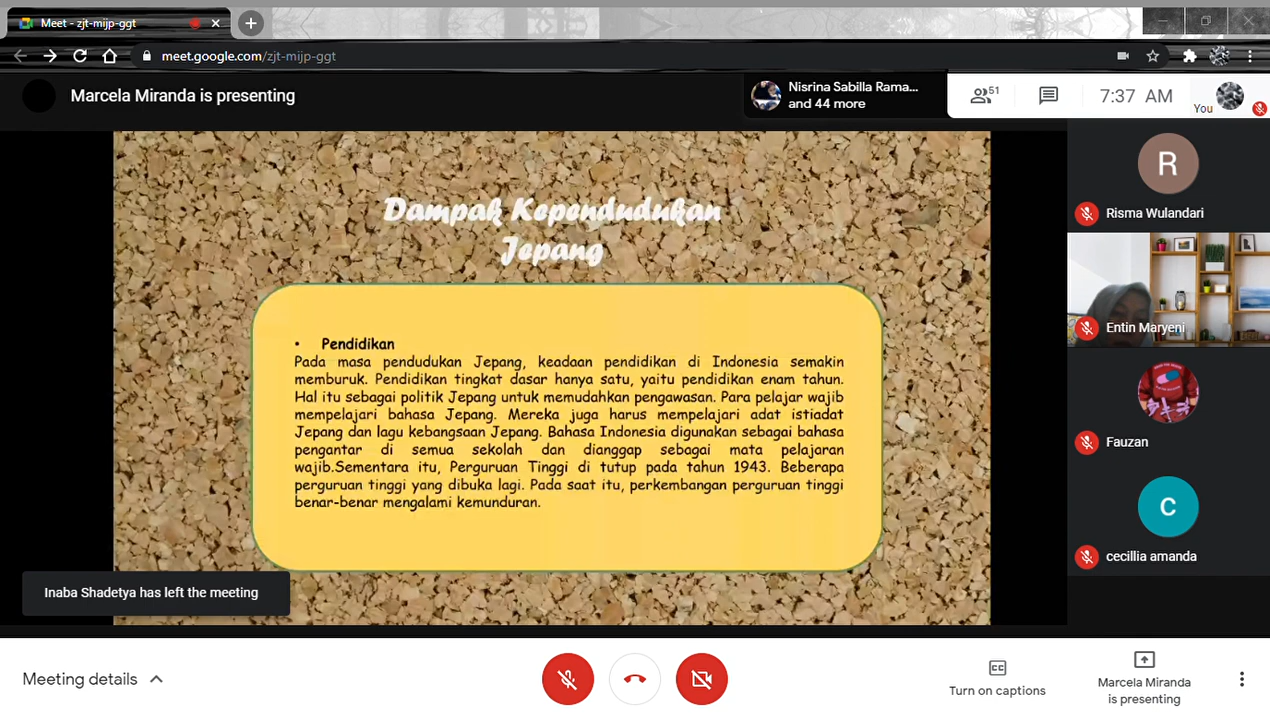 Meet - zjt-mijp-ggt
meet.google.com/zjt-mijp-ggt
Marcela Miranda is presenting
Nisrina Sabilla Rama...
and 44 more
51
7:37 AM
You
Dampak Kependudukan
Jepang
• Pendidikan
Pada masa pendudukan Jepang, keadaan pendidikan di Indonesia semakin
memburuk. Pendidikan tingkat dasar hanya satu, yaitu pendidikan enam tahun.
Hal itu sebagai politik Jepang untuk memudahkan pengawasan. Para pelajar wajib
mempelajari bahasa Jepang. Mereka juga harus mempelajari adat istiadat
Jepang dan lagu kebangsaan Jepang. Bahasa Indonesia digunakan sebagai bahasa
pengantar di semua sekolah dan dianggap sebagai mata pelajaran
wajib.Sementara itu, Perguruan Tinggi di tutup pada tahun 1943. Beberapa
perguruan tinggi yang dibuka lagi. Pada saat itu, perkembangan perguruan tinggi
benar-benar mengalami kemunduran.
R
Risma Wulandari
Entin Maryeni
Fauzan
C
cecillia amanda
Inaba Shadetya has left the meeting
Meeting details
CC
Turn on captions
Marcela Miranda
is presenting